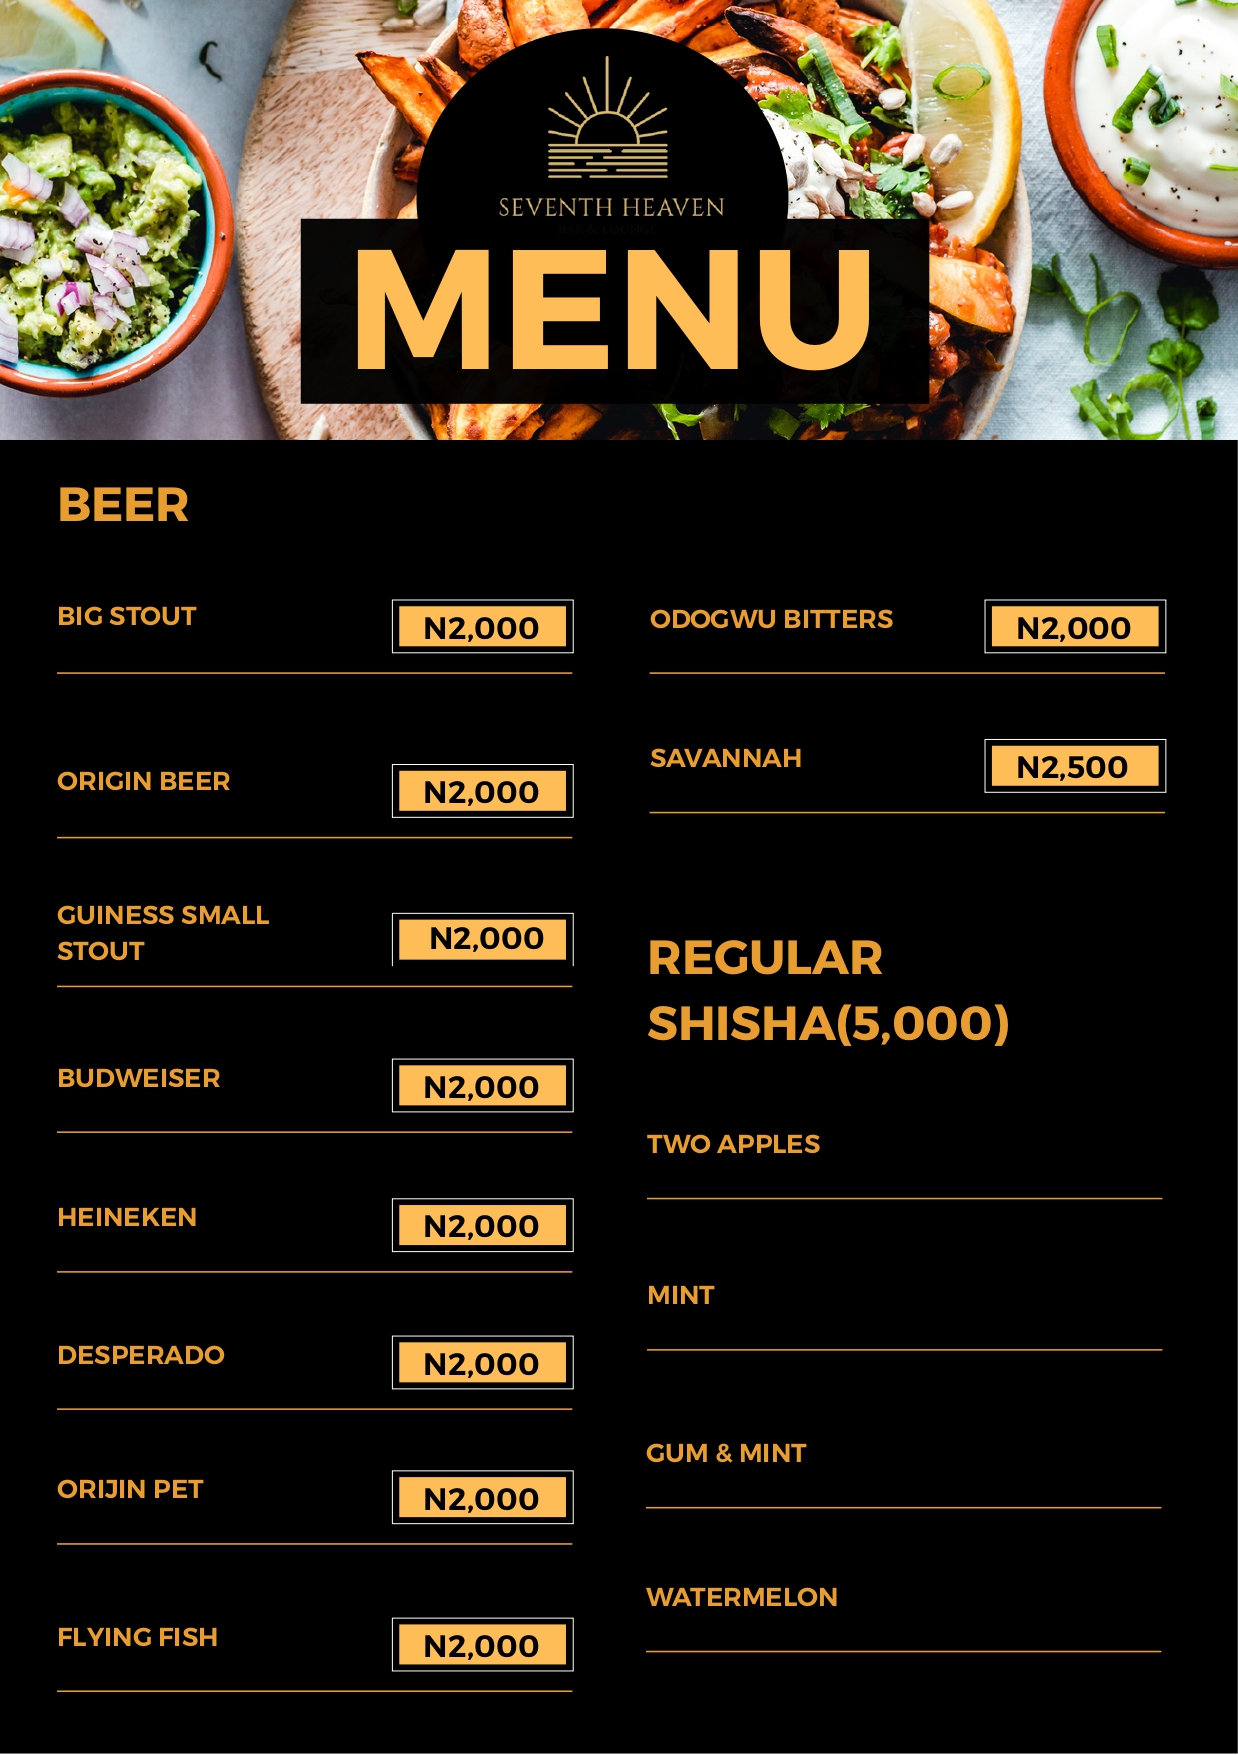 SEVENTH HEAVEN
BAR & LOUNGE
MENU
BEER
BIG STOUT N2,000
ORIGIN BEER N2,000
GUINESS SMALL
STOUT N2,000
BUDWEISER N2,000
HEINEKEN N2,000
DESPERADO N2,000
ORIJIN PET N2,000
FLYING FISH N2,000
ODOGWU BITTERS N2,000
SAVANNAH N2,500
REGULAR
SHISHA(5,000)
TWO APPLES
MINT
GUM & MINT
WATERMELON